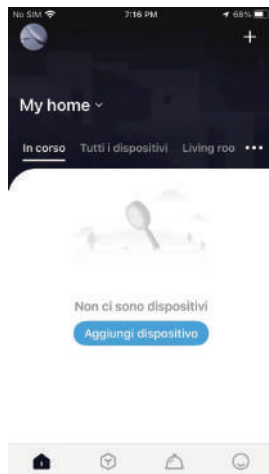 No SIM 7:16 PM 68%
My home
In corso Tutti i dispositivi Living roo
Non ci sono dispositivi
Aggiungi dispositivo